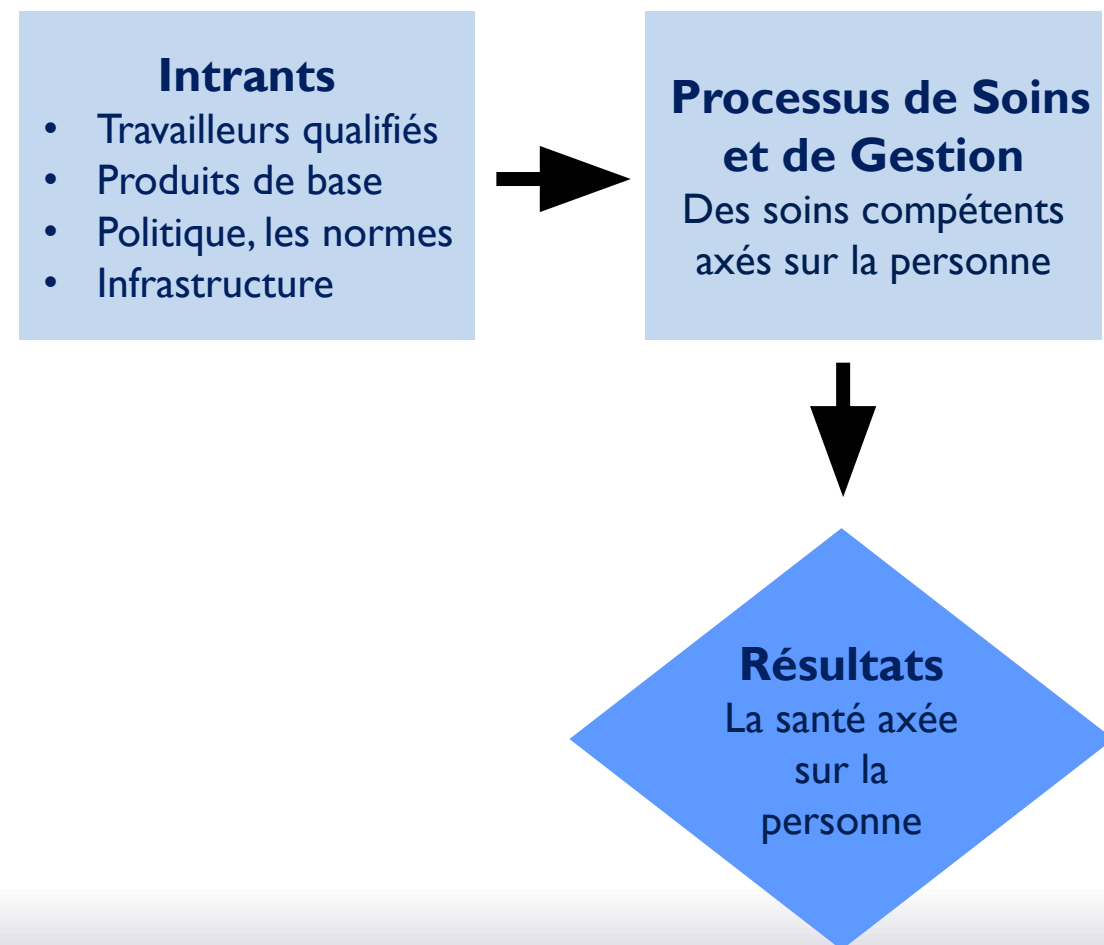 Intrants
• Travailleurs qualifiés
• Produits de base
• Politique, les normes
• Infrastructure
Processus de Soins
et de Gestion
Des soins compétents
axés sur la personne
Résultats
La santé axée
sur la
personne